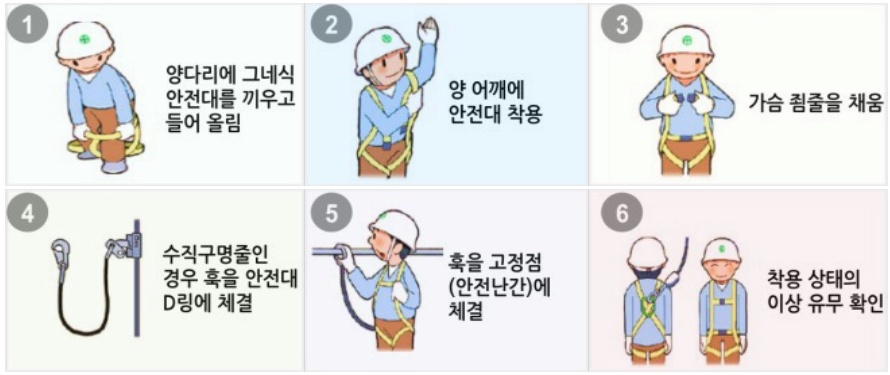 1
양다리에 그네식
안전대를 끼우고
들어 올림
2
양 어깨에
안전대 착용
3
가슴 죔줄을 채움
4
수직구명줄인
경우 훅을 안전대
D링에 체결
5
훅을 고정점
(안전난간)에
체결
6
착용 상태의
이상 유무 확인